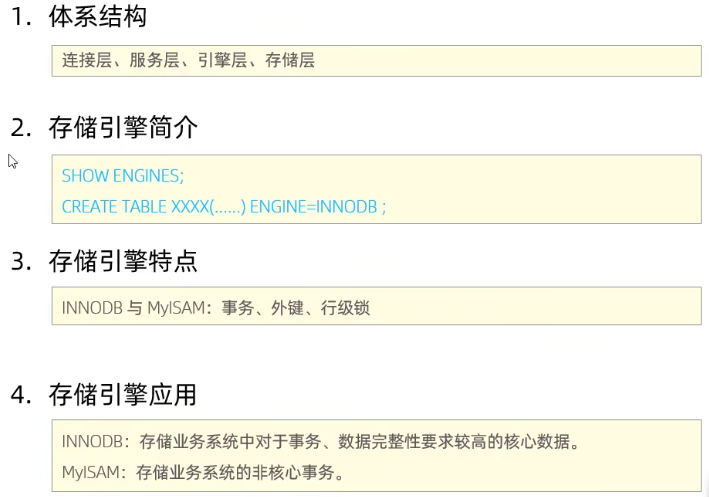 1. 体系结构
连接层、服务层、引擎层、存储层
2. 存储引擎简介
SHOW ENGINES;
CREATE TABLE XXXX(......) ENGINE=INNODB ;
3. 存储引擎特点
INNODB 与 MyISAM：事务、外键、行级锁
4. 存储引擎应用
INNODB：存储业务系统中对于事务、数据完整性要求较高的核心数据。
MyISAM：存储业务系统的非核心事务。